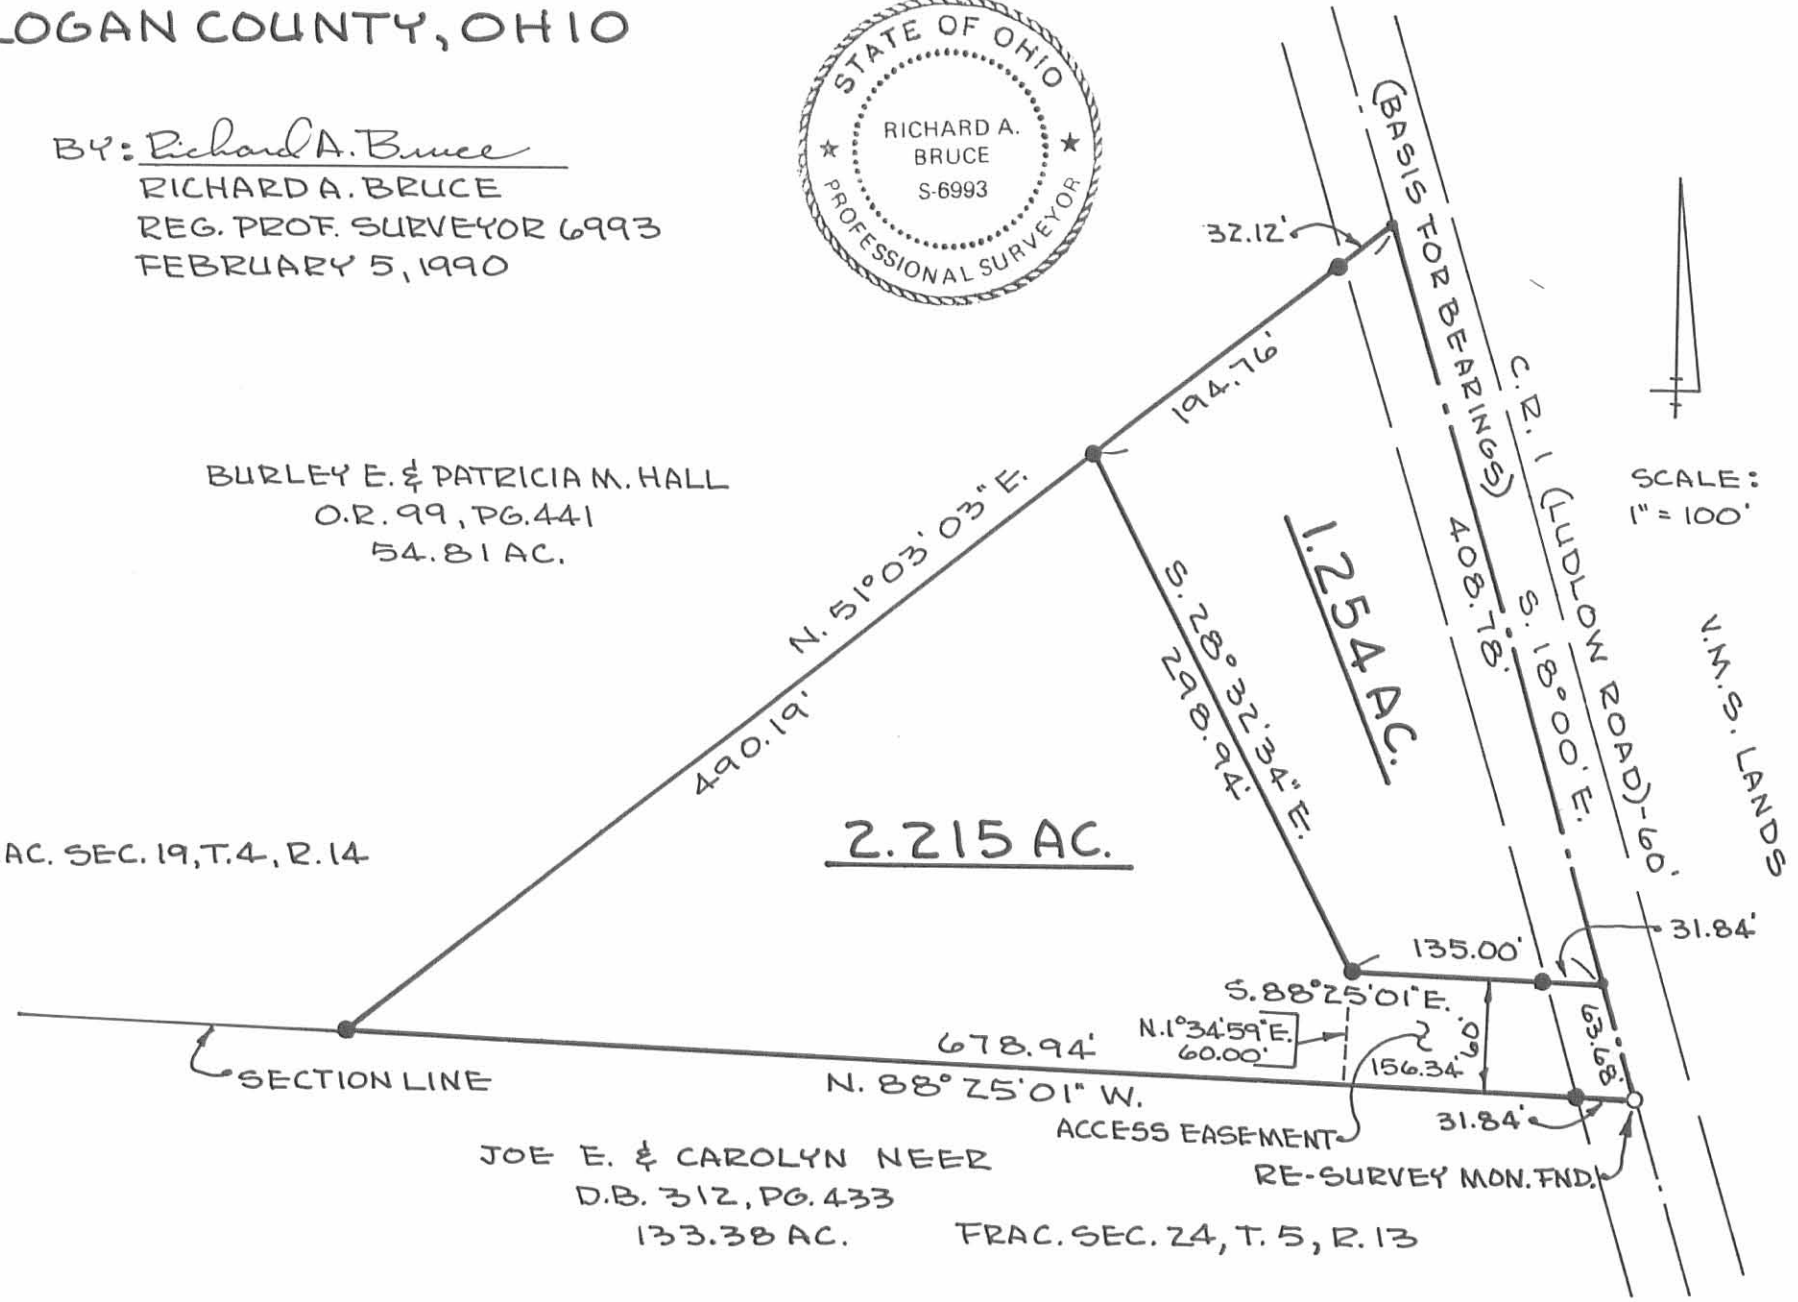 LOGAN COUNTY, OHIO
BY: Richard A. Bruce
RICHARD A. BRUCE
REG. PROF. SURVEYOR 6993
FEBRUARY 5, 1990
STATE OF OHIO
RICHARD A.
BRUCE
S-6993
PROFESSIONAL SURVEYOR
32.12'
(BASIS FOR BEARINGS)
194.76'
C.R. 1 (LUDLOW ROAD)-60'
SCALE:
1" = 100'
BURLEY E. & PATRICIA M. HALL
O.R. 99, PG. 441
54.81 AC.
N. 51° 03' 03" E.
490.19'
S. 28° 32' 34" E.
298.94'
1.254 AC.
408.78'
S. 18° 00' E.
V.M.S. LANDS
2.215 AC.
AC. SEC. 19, T. 4, R. 14
31.84'
135.00'
S. 88° 25' 01" E.
N. 1° 34' 59" E.
60.00'
60'
156.34'
63.68'
678.94'
N. 88° 25' 01" W.
SECTION LINE
ACCESS EASEMENT
31.84'
RE-SURVEY MON. FND.
JOE E. & CAROLYN NEER
D.B. 312, PG. 433
133.38 AC.
FRAC. SEC. 24, T. 5, R. 13